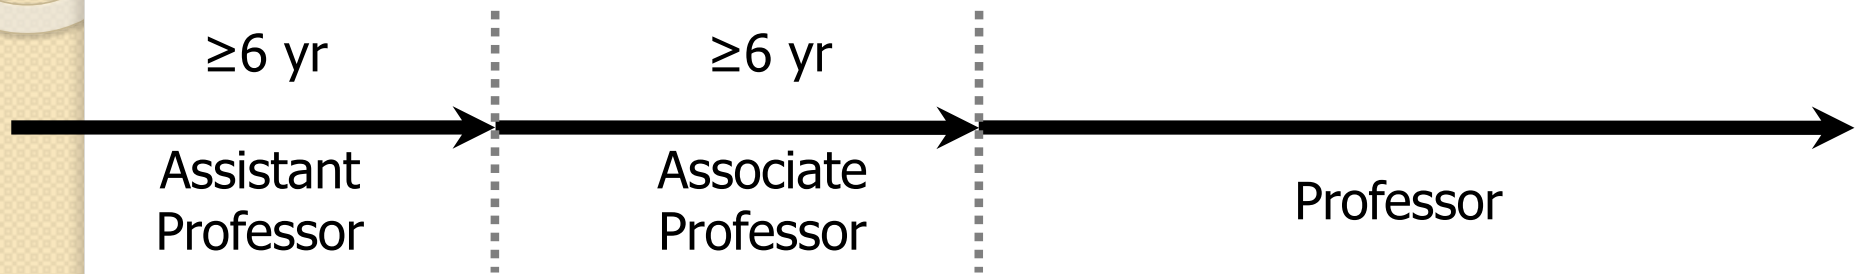 ≥6 yr
≥6 yr
Assistant
Professor
Associate
Professor
Professor